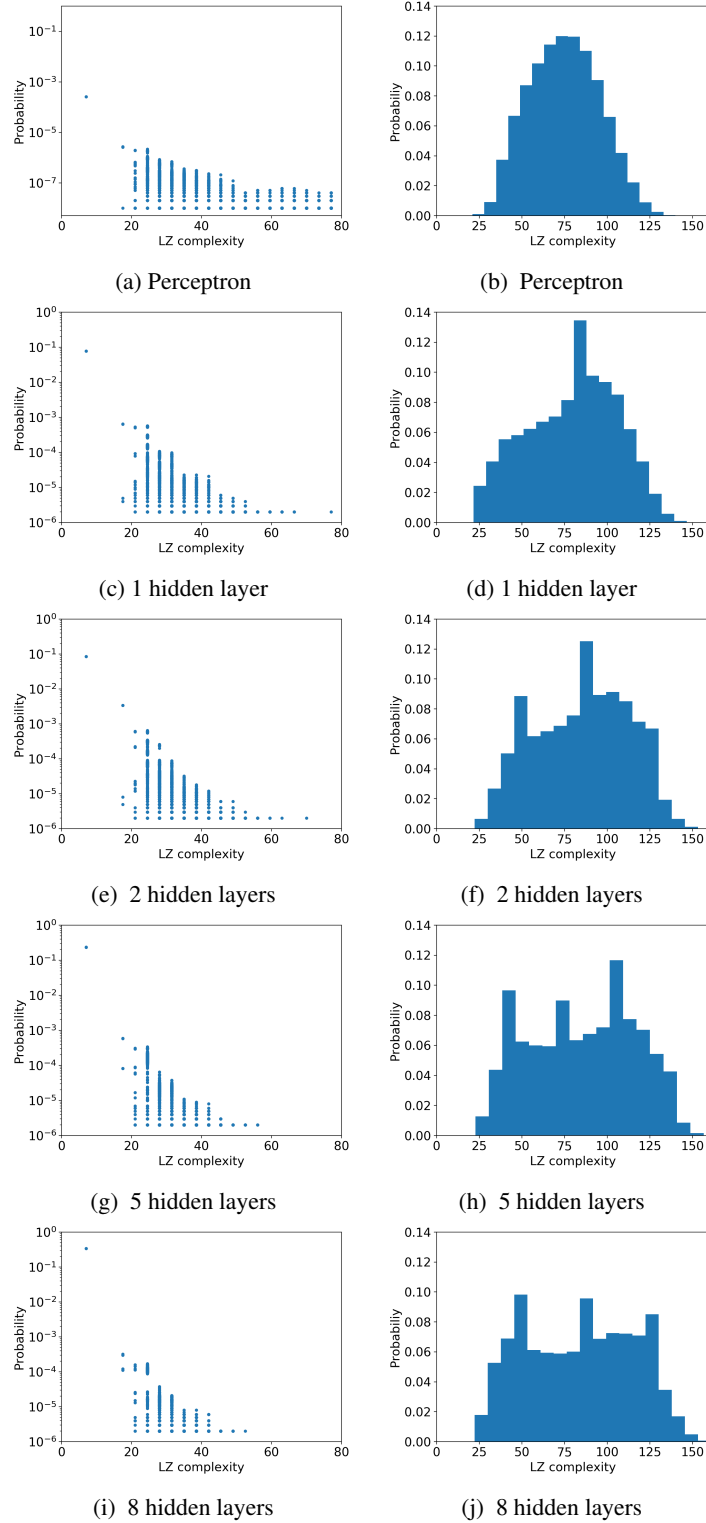 10⁻¹
10⁻³
10⁻⁵
10⁻⁷
Probability
0 20 40 60 80
LZ complexity
(a) Perceptron
0.14
0.12
0.10
0.08
0.06
0.04
0.02
0.00
Probabiliy
0 25 50 75 100 125 150
LZ complexity
(b) Perceptron
10⁰
10⁻¹
10⁻²
10⁻³
10⁻⁴
10⁻⁵
10⁻⁶
Probability
0 20 40 60 80
LZ complexity
(c) 1 hidden layer
0.14
0.12
0.10
0.08
0.06
0.04
0.02
0.00
Probabiliy
0 25 50 75 100 125 150
LZ complexity
(d) 1 hidden layer
10⁰
10⁻¹
10⁻²
10⁻³
10⁻⁴
10⁻⁵
10⁻⁶
Probability
0 20 40 60 80
LZ complexity
(e) 2 hidden layers
0.14
0.12
0.10
0.08
0.06
0.04
0.02
0.00
Probabiliy
0 25 50 75 100 125 150
LZ complexity
(f) 2 hidden layers
10⁰
10⁻¹
10⁻²
10⁻³
10⁻⁴
10⁻⁵
10⁻⁶
Probability
0 20 40 60 80
LZ complexity
(g) 5 hidden layers
0.14
0.12
0.10
0.08
0.06
0.04
0.02
0.00
Probabiliy
0 25 50 75 100 125 150
LZ complexity
(h) 5 hidden layers
10⁰
10⁻¹
10⁻²
10⁻³
10⁻⁴
10⁻⁵
10⁻⁶
Probability
0 20 40 60 80
LZ complexity
(i) 8 hidden layers
0.14
0.12
0.10
0.08
0.06
0.04
0.02
0.00
Probabiliy
0 25 50 75 100 125 150
LZ complexity
(j) 8 hidden layers